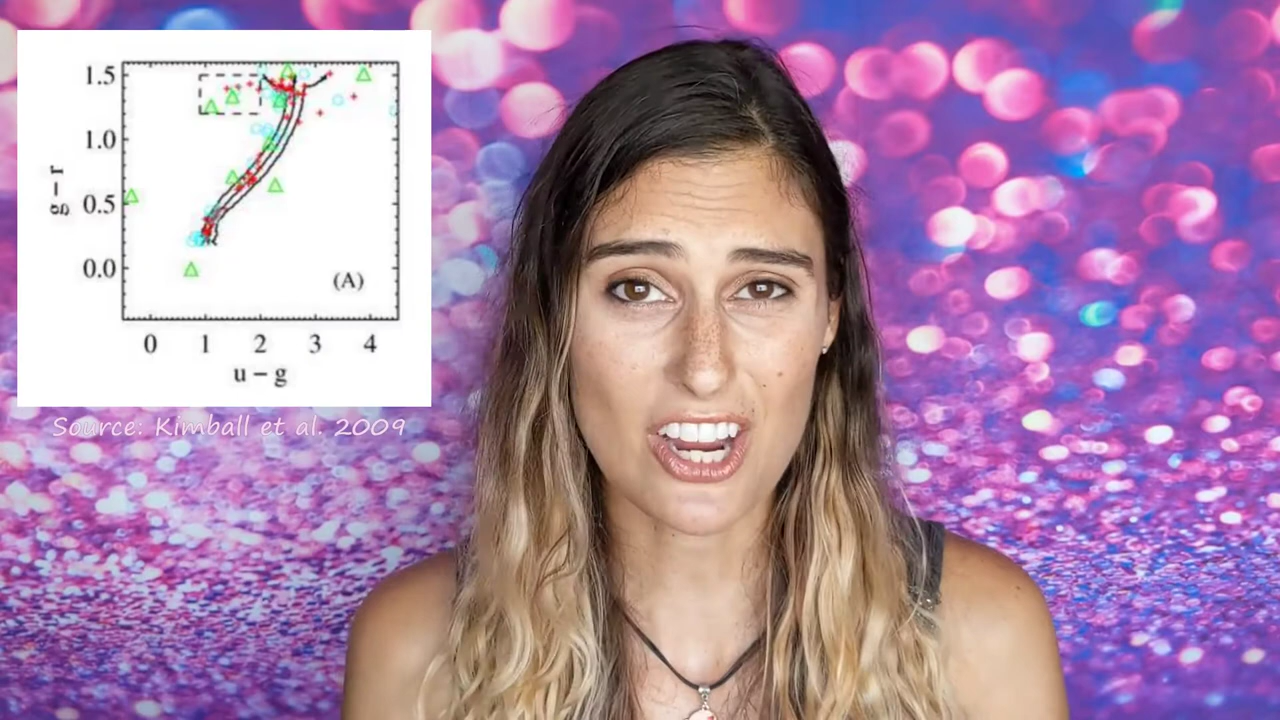 1.5
1.0
0.5
0.0
g – r
(A)
0 1 2 3 4
u – g
Source: Kimball et al. 2009